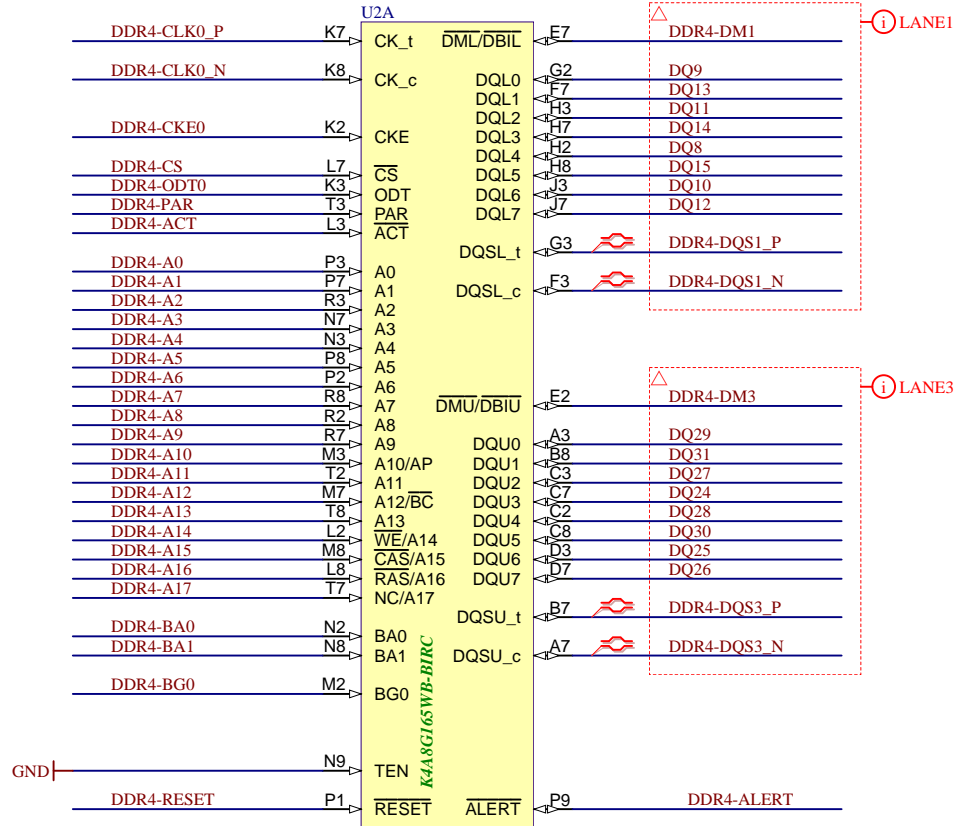 U2A
DDR4-CLK0_P K7 CK_t DML/DBIL E7 DDR4-DM1 LANE1
DDR4-CLK0_N K8 CK_c DQL0 G2 DQ9
DQL1 F7 DQ13
DQL2 H3 DQ11
DDR4-CKE0 K2 CKE DQL3 H7 DQ14
DQL4 H2 DQ8
DDR4-CS L7 CS DQL5 H8 DQ15
DDR4-ODT0 K3 ODT DQL6 J3 DQ10
DDR4-PAR T3 PAR DQL7 J7 DQ12
DDR4-ACT L3 ACT
DQSL_t G3 DDR4-DQS1_P
DDR4-A0 P3 A0
DDR4-A1 P7 A1 DQSL_c F3 DDR4-DQS1_N
DDR4-A2 R3 A2
DDR4-A3 N7 A3
DDR4-A4 N3 A4
DDR4-A5 P8 A5
DDR4-A6 P2 A6
DDR4-A7 R8 A7 DMU/DBIU E2 DDR4-DM3 LANE3
DDR4-A8 R2 A8
DDR4-A9 R7 A9 DQU0 A3 DQ29
DDR4-A10 M3 A10/AP DQU1 B8 DQ31
DDR4-A11 T2 A11 DQU2 C3 DQ27
DDR4-A12 M7 A12/BC DQU3 C7 DQ24
DDR4-A13 T8 A13 DQU4 C2 DQ28
DDR4-A14 L2 WE/A14 DQU5 C8 DQ30
DDR4-A15 M8 CAS/A15 DQU6 D3 DQ25
DDR4-A16 L8 RAS/A16 DQU7 D7 DQ26
DDR4-A17 T7 NC/A17
DQSU_t B7 DDR4-DQS3_P
DDR4-BA0 N2 BA0
DDR4-BA1 N8 BA1 DQSU_c A7 DDR4-DQS3_N
DDR4-BG0 M2 BG0
K4A8G165WB-BIRC
GND N9 TEN
DDR4-RESET P1 RESET ALERT P9 DDR4-ALERT